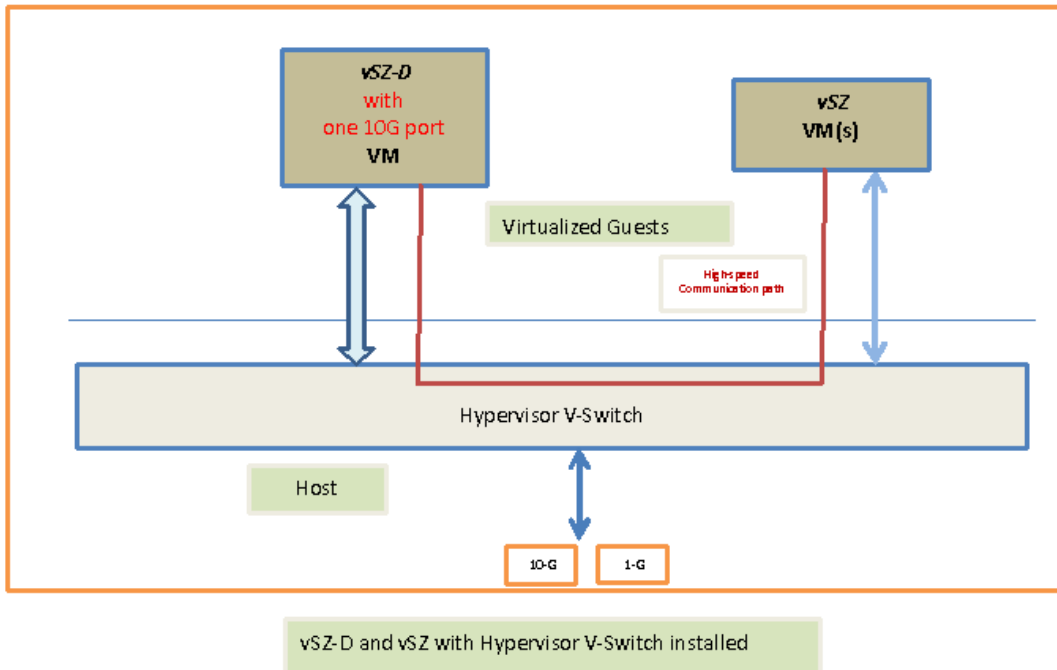 vSZ-D
with
one 10G port
VM
vSZ
VM(s)
Virtualized Guests
High-speed
Communication path
Hypervisor V-Switch
Host
10-G
1-G
vSZ-D and vSZ with Hypervisor V-Switch installed